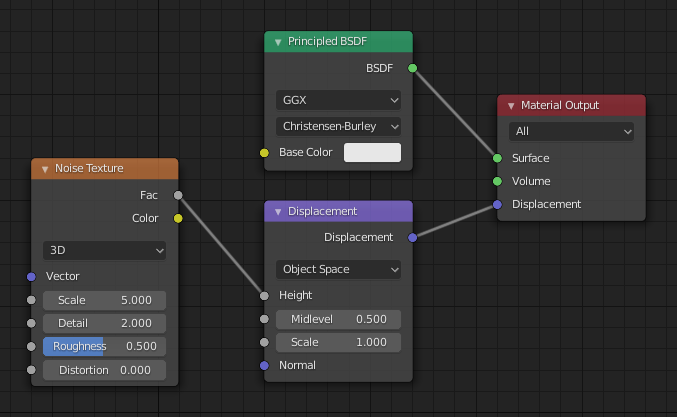 Principled BSDF
BSDF
GGX
Christensen-Burley
Base Color
Material Output
All
Surface
Volume
Displacement
Noise Texture
Fac
Color
3D
Vector
Scale 5.000
Detail 2.000
Roughness 0.500
Distortion 0.000
Displacement
Displacement
Object Space
Height
Midlevel 0.500
Scale 1.000
Normal